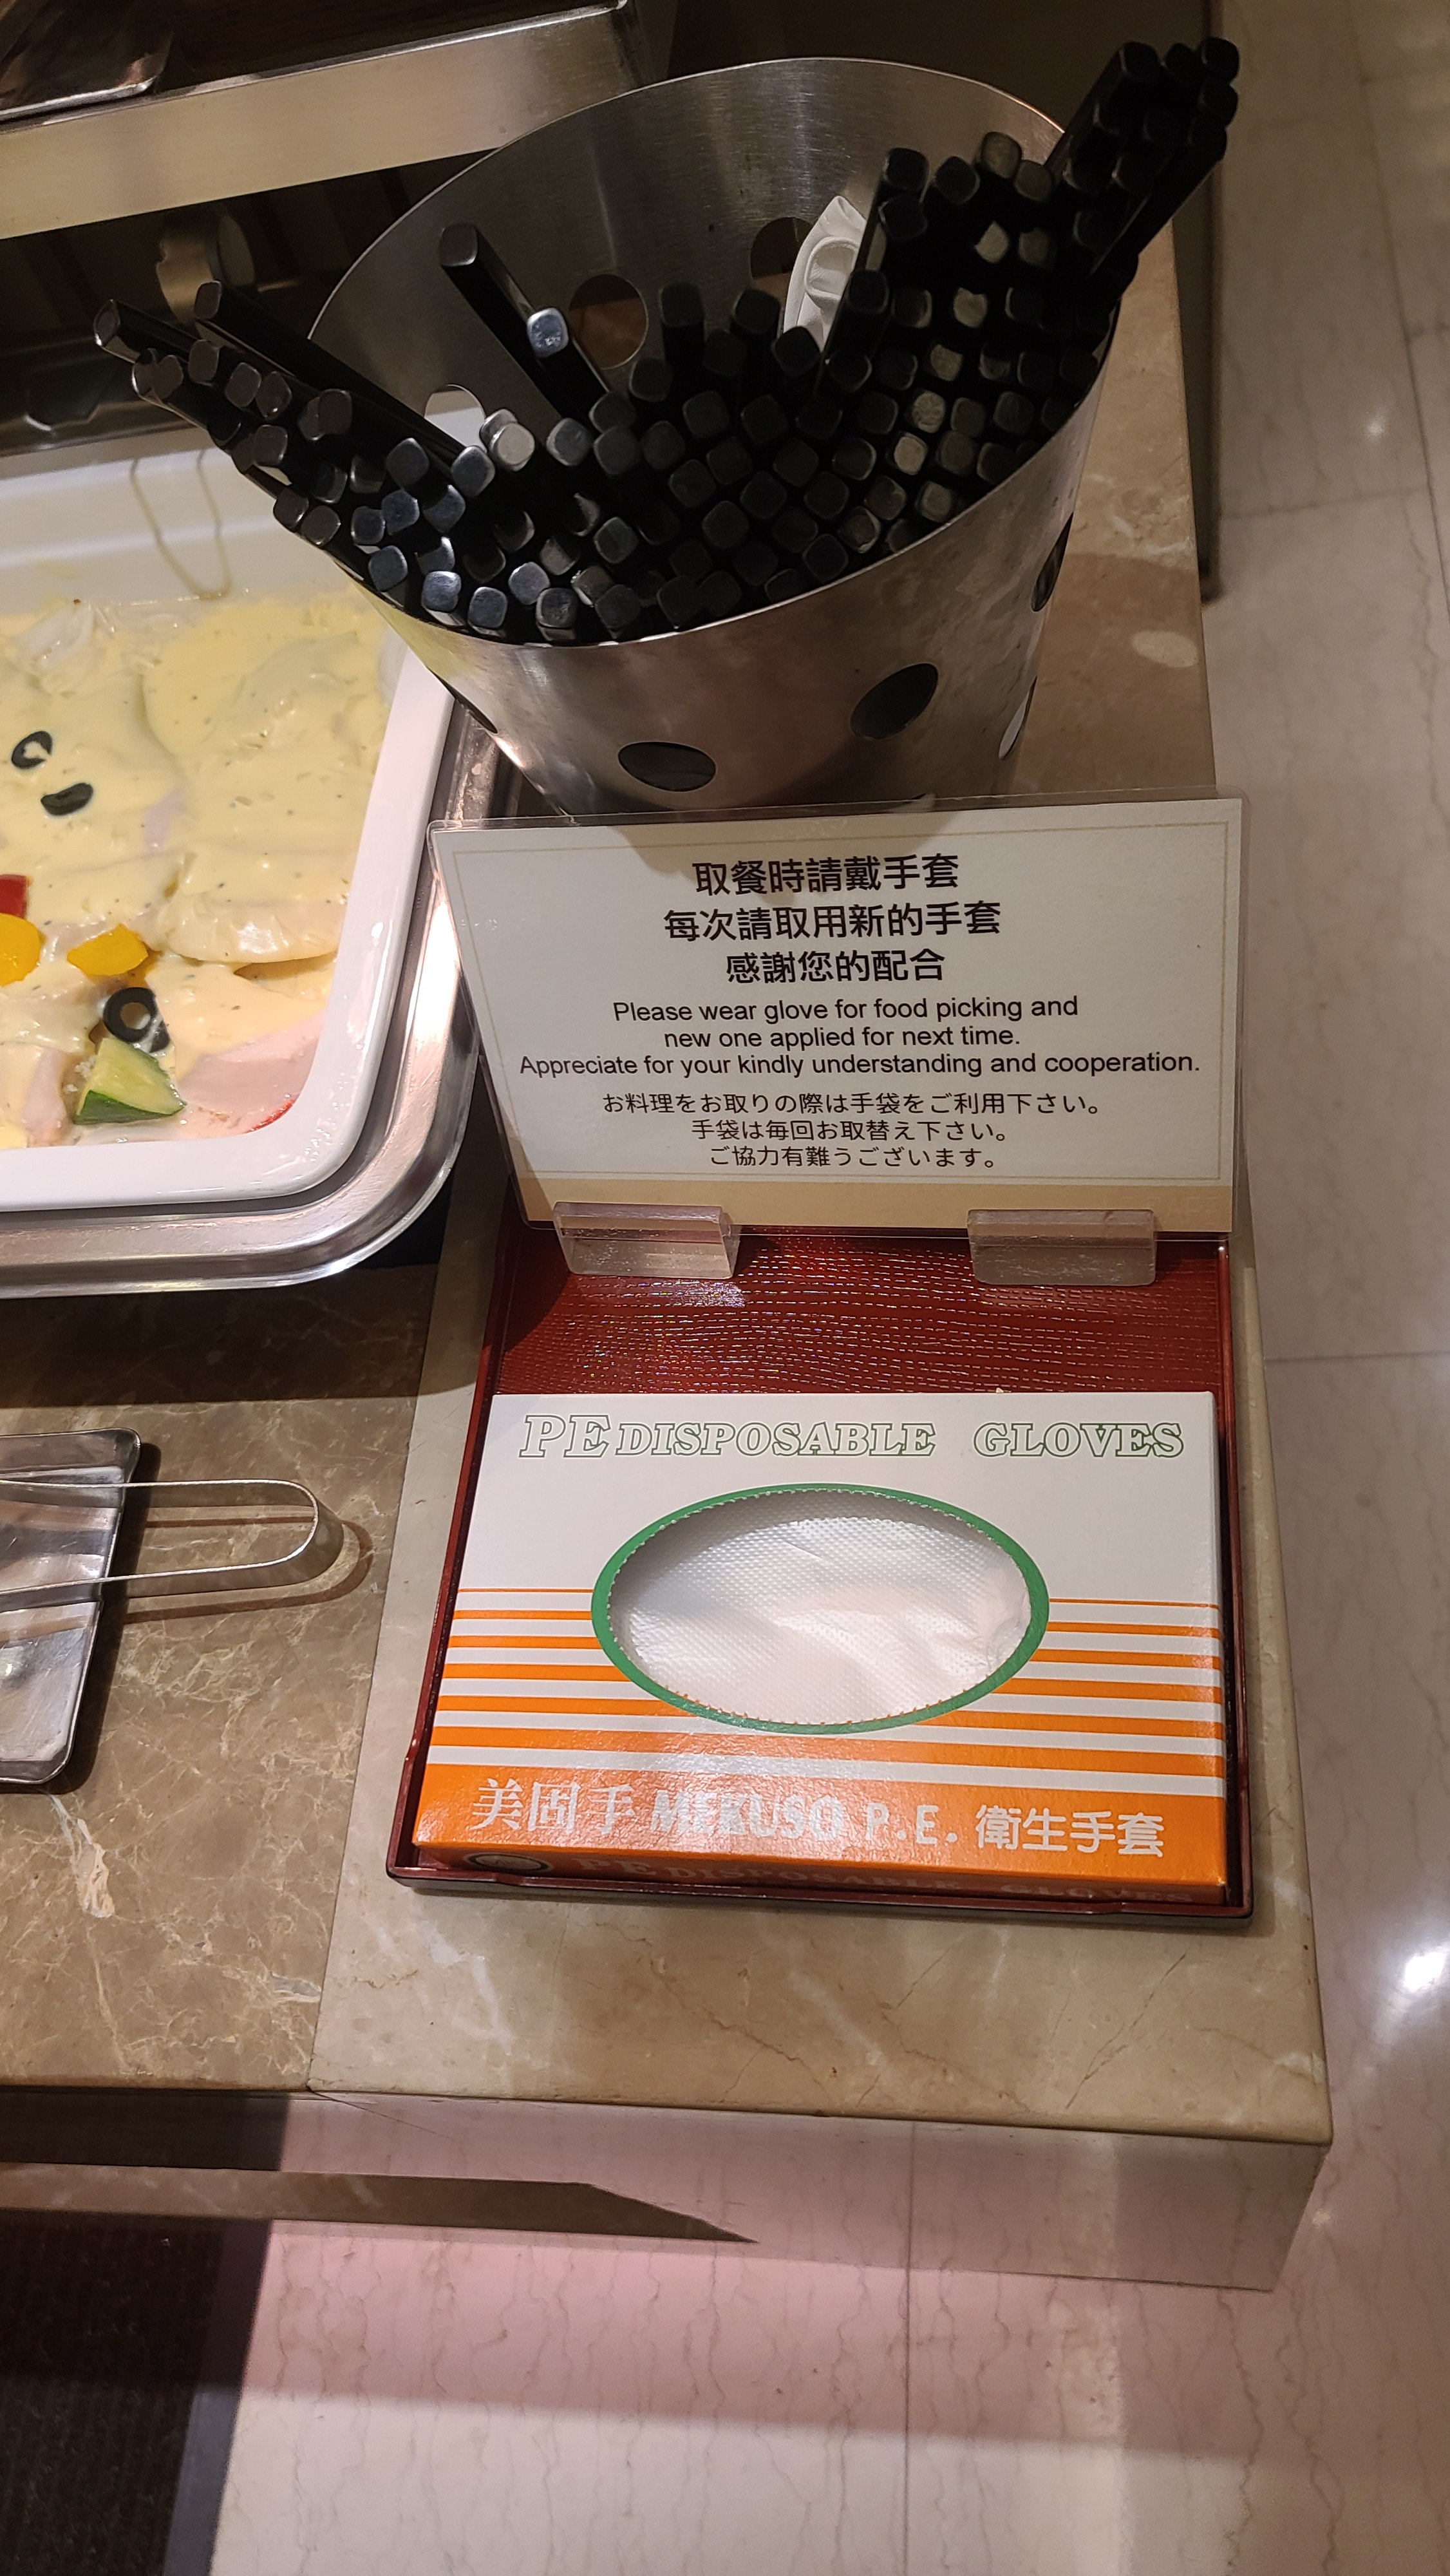 取餐時請戴手套
每次請取用新的手套
感謝您的配合
Please wear glove for food picking and
new one applied for next time.
Appreciate for your kindly understanding and cooperation.
お料理をお取りの際は手袋をご利用下さい。
手袋は毎回お取替え下さい。
ご協力有難うございます。
PE DISPOSABLE GLOVES
美固手 MEKUSO P.E. 衛生手套
PE DISPOSABLE GLOVES